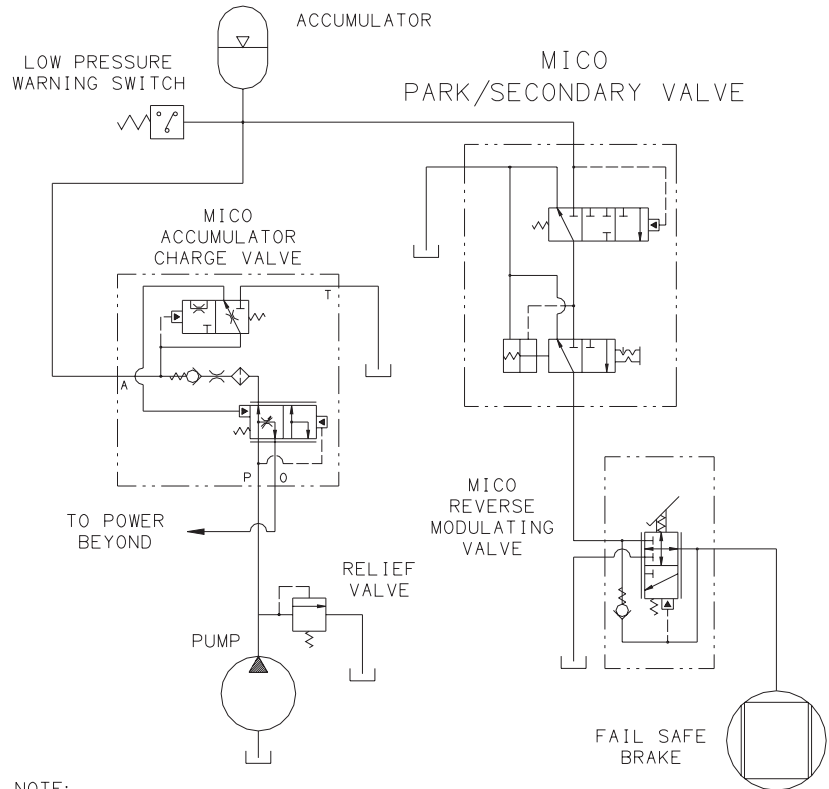 ACCUMULATOR
LOW PRESSURE
WARNING SWITCH
MICO
PARK/SECONDARY VALVE
MICO
ACCUMULATOR
CHARGE VALVE
T
A
P O
TO POWER
BEYOND
MICO
REVERSE
MODULATING
VALVE
RELIEF
VALVE
PUMP
FAIL SAFE
BRAKE
NOTE: